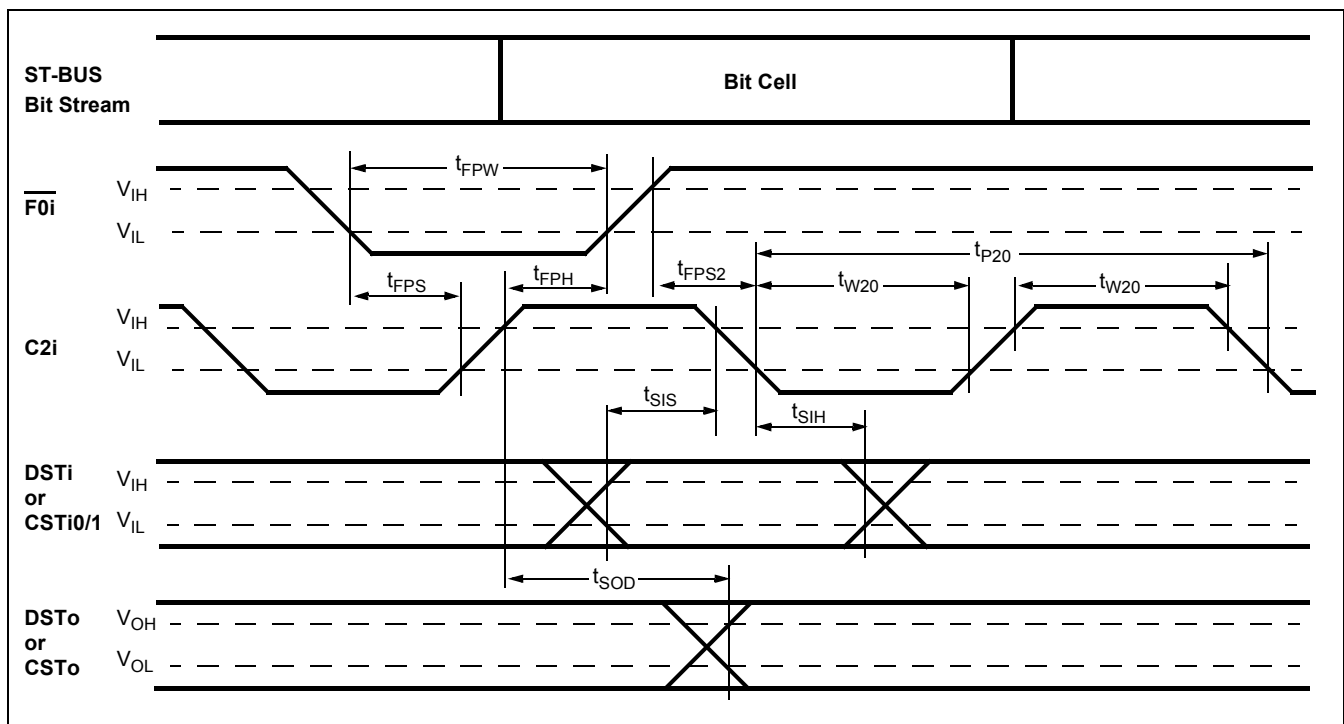 ST-BUS
Bit Stream
Bit Cell
F0i
VIH
VIL
tFPW
tFPS
tFPH
tFPS2
tP20
tW20
tW20
C2i
VIH
VIL
tSIS
tSIH
DSTi
or
CSTi0/1
VIH
VIL
tSOD
DSTo
or
CSTo
VOH
VOL